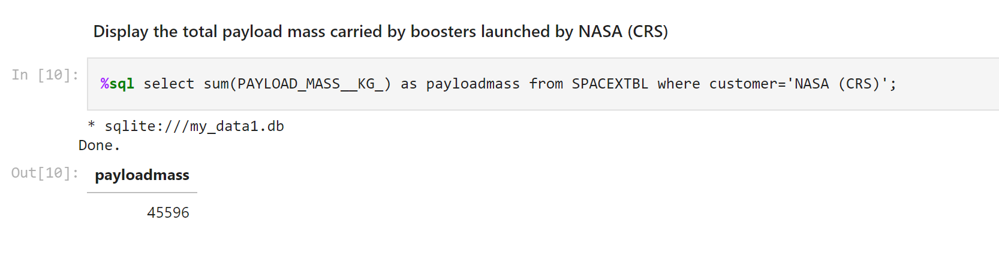 Display the total payload mass carried by boosters launched by NASA (CRS)
In [10]:
%sql select sum(PAYLOAD_MASS__KG_) as payloadmass from SPACEXTBL where customer='NASA (CRS)';
* sqlite:///my_data1.db
Done.
Out[10]:
payloadmass
45596